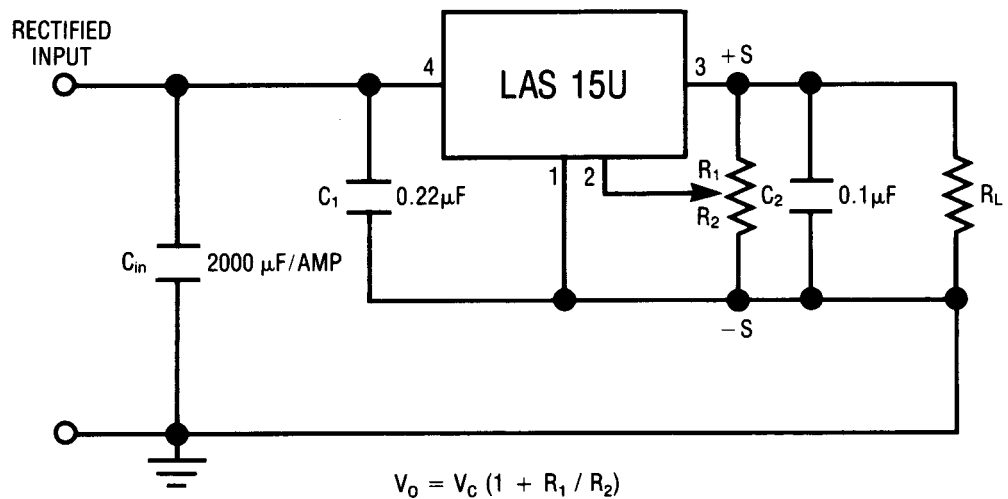 RECTIFIED
INPUT
4
LAS 15U
3
+S
1
2
R1
R2
C1
0.22μF
C2
0.1μF
RL
Cin
2000 μF/AMP
−S
VO = VC (1 + R1 / R2)